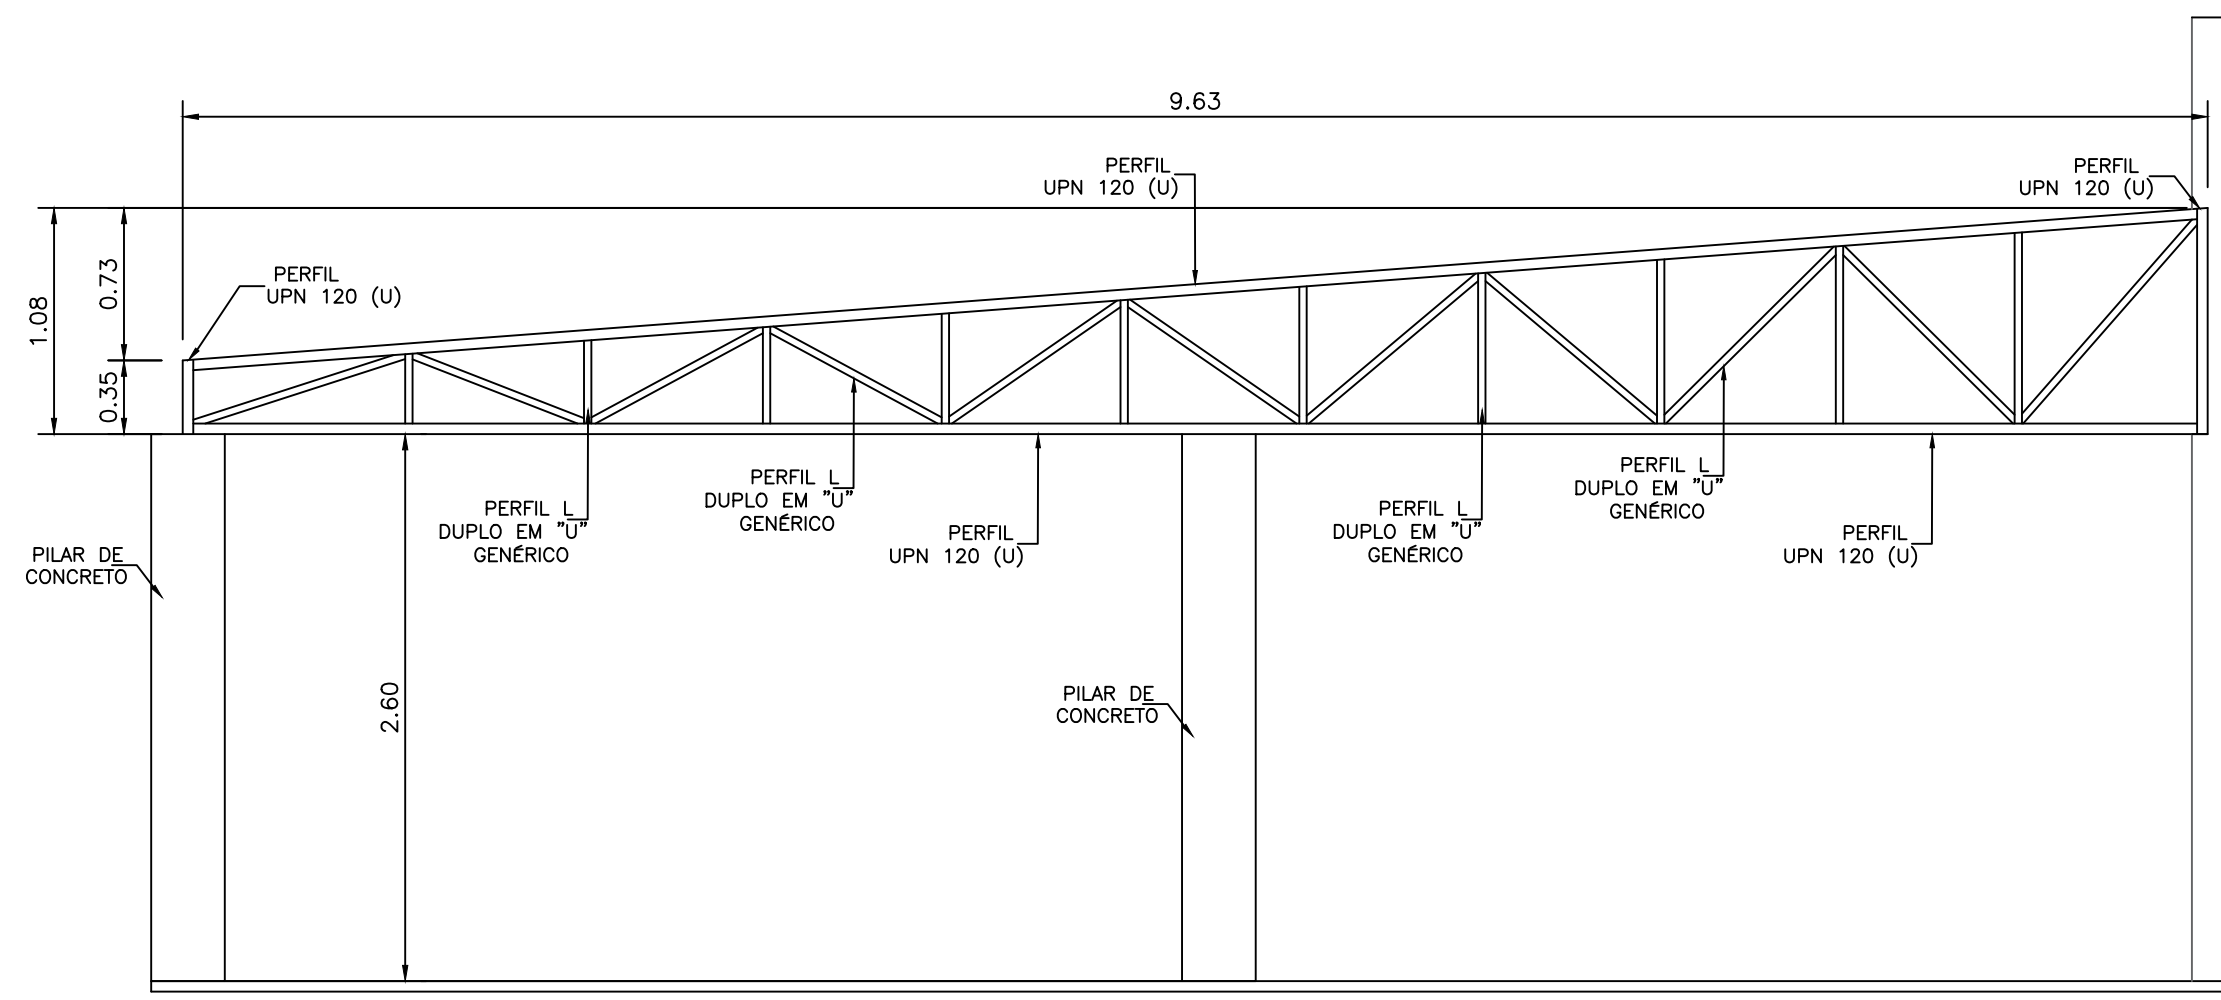 9.63
PERFIL
UPN 120 (U)
PERFIL
UPN 120 (U)
1.08
0.73
0.35
PERFIL
UPN 120 (U)
PERFIL L
DUPLO EM "U"
GENÉRICO
PERFIL L
DUPLO EM "U"
GENÉRICO
PERFIL
UPN 120 (U)
PERFIL L
DUPLO EM "U"
GENÉRICO
PERFIL L
DUPLO EM "U"
GENÉRICO
PERFIL
UPN 120 (U)
PILAR DE
CONCRETO
2.60
PILAR DE
CONCRETO